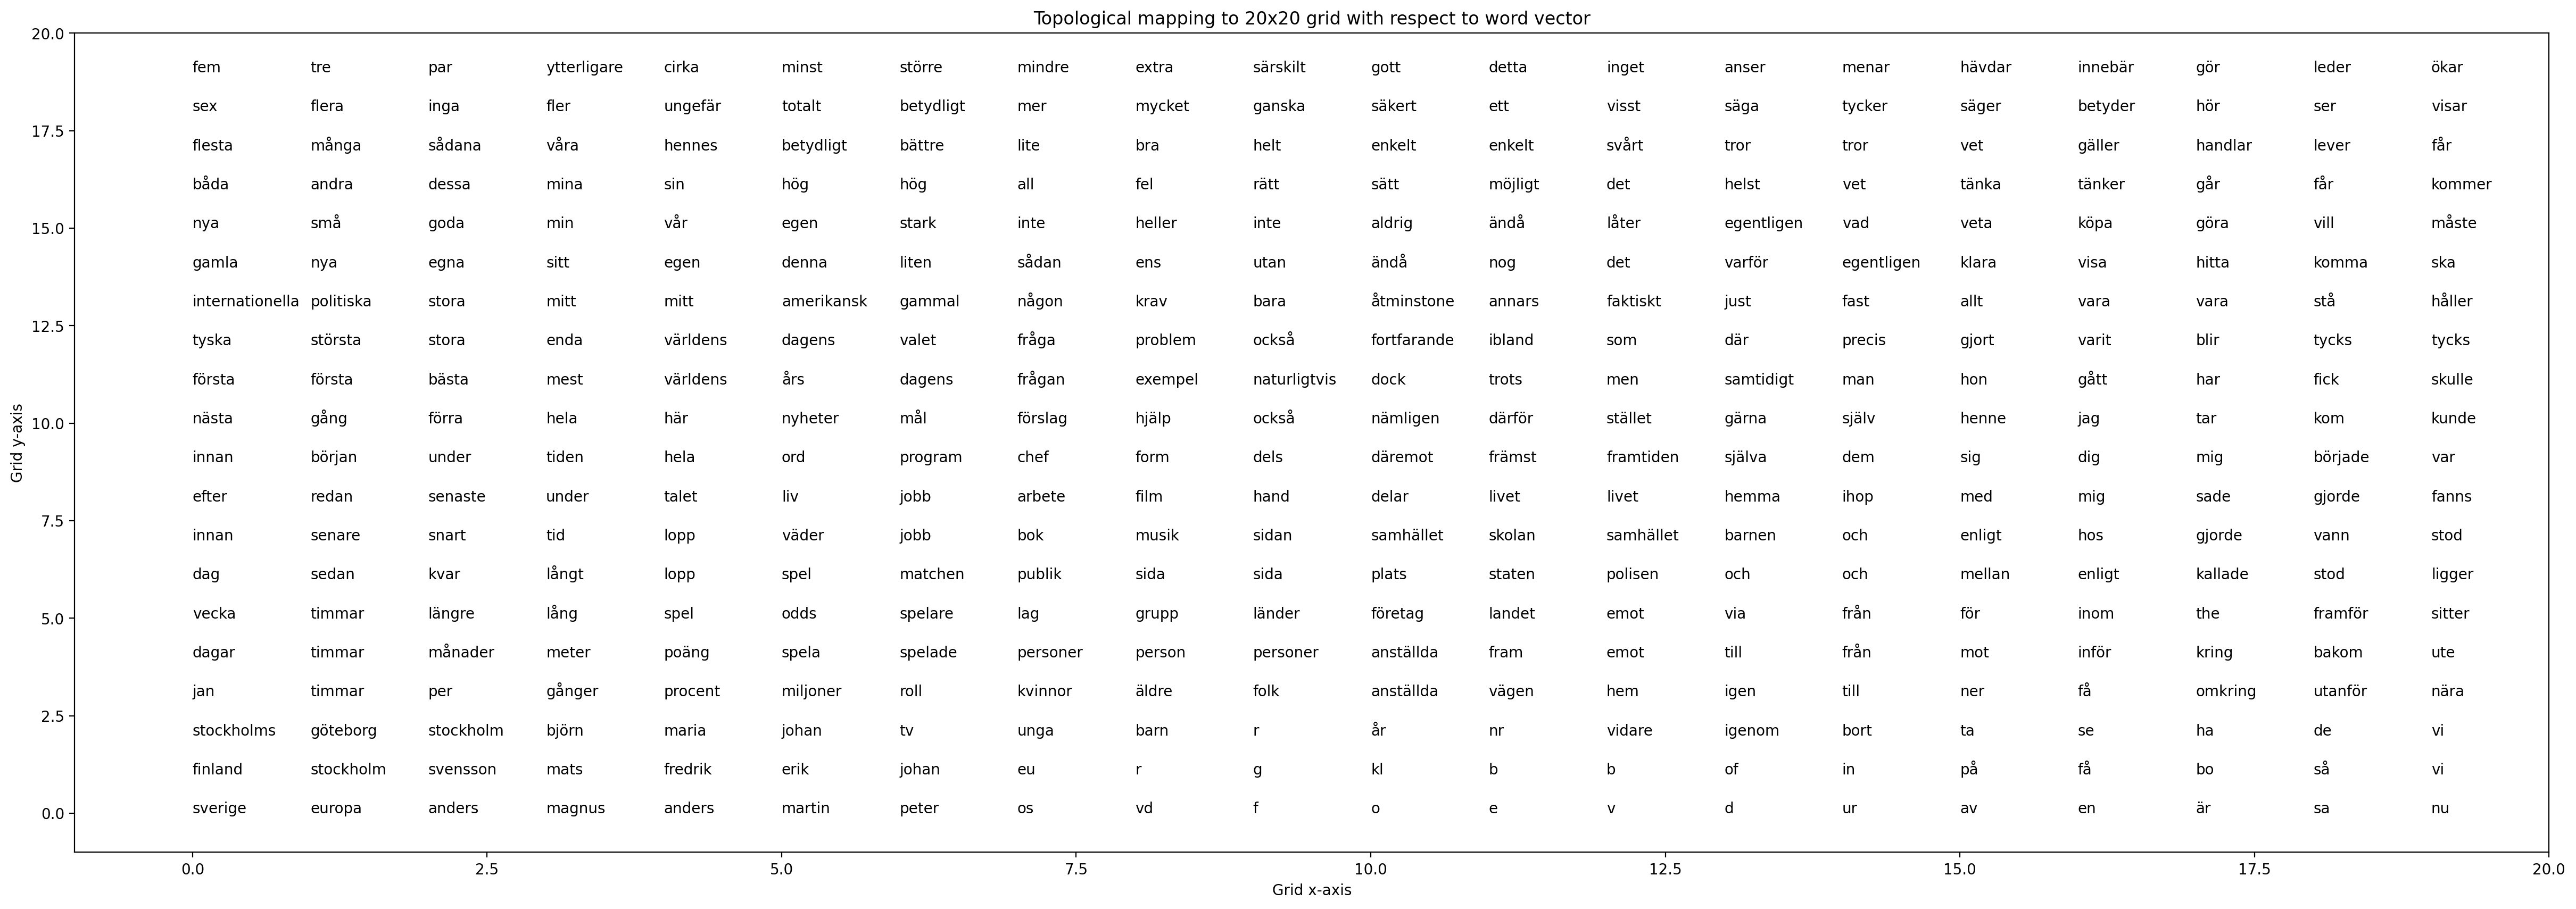 Topological mapping to 20x20 grid with respect to word vector
20.0
fem tre par ytterligare cirka minst större mindre extra särskilt gott detta inget anser menar hävdar innebär gör leder ökar
sex flera inga fler ungefär totalt betydligt mer mycket ganska säkert ett visst säga tycker säger betyder hör ser visar
17.5
flesta många sådana våra hennes betydligt bättre lite bra helt enkelt enkelt svårt tror tror vet gäller handlar lever får
båda andra dessa mina sin hög hög all fel rätt sätt möjligt det helst vet tänka tänker går får kommer
15.0 nya små goda min vår egen stark inte heller inte aldrig ändå låter egentligen vad veta köpa göra vill måste
gamla nya egna sitt egen denna liten sådan ens utan ändå nog det varför egentligen klara visa hitta komma ska
internationella politiska stora mitt mitt amerikansk gammal någon krav bara åtminstone annars faktiskt just fast allt vara vara stå håller
12.5
tyska största stora enda världens dagens valet fråga problem också fortfarande ibland som där precis gjort varit blir tycks tycks
första första bästa mest världens års dagens frågan exempel naturligtvis dock trots men samtidigt man hon gått har fick skulle
10.0 nästa gång förra hela här nyheter mål förslag hjälp också nämligen därför stället gärna själv henne jag tar kom kunde
Grid y-axis
innan början under tiden hela ord program chef form dels däremot främst framtiden själva dem sig dig mig började var
efter redan senaste under talet liv jobb arbete film hand delar livet livet hemma ihop med mig sade gjorde fanns
7.5
innan senare snart tid lopp väder jobb bok musik sidan samhället skolan samhället barnen och enligt hos gjorde vann stod
dag sedan kvar långt lopp spel matchen publik sida sida plats staten polisen och och mellan enligt kallade stod ligger
5.0 vecka timmar längre lång spel odds spelare lag grupp länder företag landet emot via från för inom the framför sitter
dagar timmar månader meter poäng spela spelade personer person personer anställda fram emot till från mot inför kring bakom ute
jan timmar per gånger procent miljoner roll kvinnor äldre folk anställda vägen hem igen till ner få omkring utanför nära
2.5
stockholms göteborg stockholm björn maria johan tv unga barn r år nr vidare igenom bort ta se ha de vi
finland stockholm svensson mats fredrik erik johan eu r g kl b b of in på få bo så vi
0.0 sverige europa anders magnus anders martin peter os vd f o e v d ur av en är sa nu
0.0 2.5 5.0 7.5 10.0 12.5 15.0 17.5 20.0
Grid x-axis